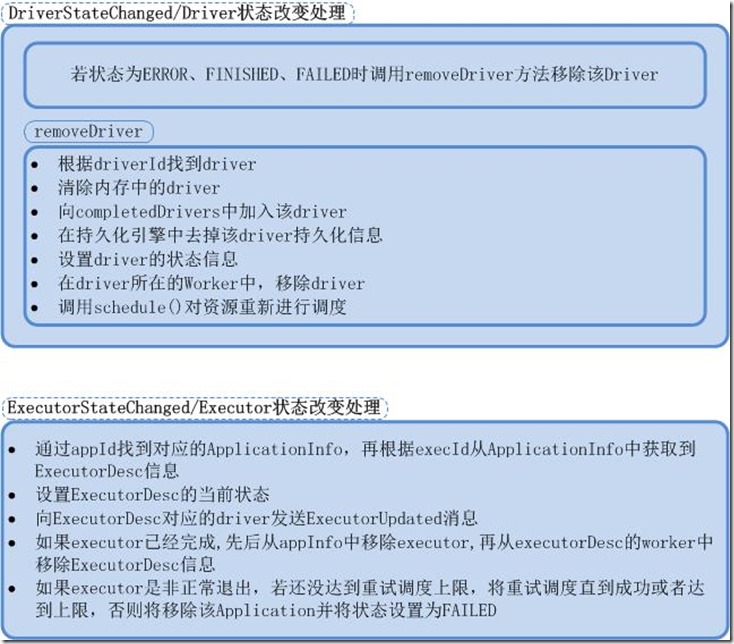 DriverStateChanged/Driver状态改变处理
若状态为ERROR、FINISHED、FAILED时调用removeDriver方法移除该Driver
removeDriver
• 根据driverId找到driver
• 清除内存中的driver
• 向completedDrivers中加入该driver
• 在持久化引擎中去掉该driver持久化信息
• 设置driver的状态信息
• 在driver所在的Worker中，移除driver
• 调用schedule()对资源重新进行调度
ExecutorStateChanged/Executor状态改变处理
• 通过appId找到对应的ApplicationInfo，再根据execId从ApplicationInfo中获取到
ExecutorDesc信息
• 设置ExecutorDesc的当前状态
• 向ExecutorDesc对应的driver发送ExecutorUpdated消息
• 如果executor已经完成,先后从appInfo中移除executor,再从executorDesc的worker中
移除ExecutorDesc信息
• 如果executor是非正常退出，若还没达到重试调度上限，将重试调度直到成功或者达
到上限，否则将移除该Application并将状态设置为FAILED